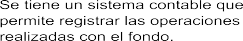 Se tiene un sistema contable que
permite registrar las operaciones
realizadas con el fondo.